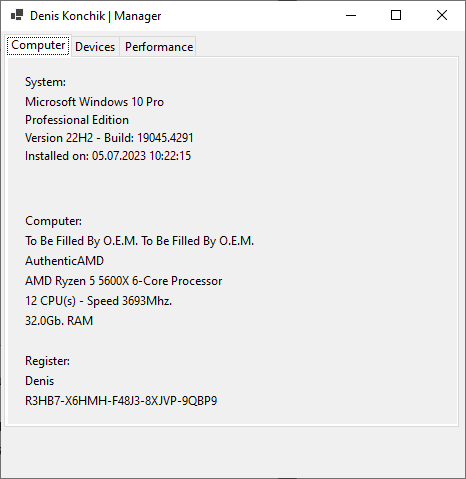 Denis Konchik | Manager
Computer Devices Performance
System:
Microsoft Windows 10 Pro
Professional Edition
Version 22H2 - Build: 19045.4291
Installed on: 05.07.2023 10:22:15
Computer:
To Be Filled By O.E.M. To Be Filled By O.E.M.
AuthenticAMD
AMD Ryzen 5 5600X 6-Core Processor
12 CPU(s) - Speed 3693Mhz.
32.0Gb. RAM
Register:
Denis
R3HB7-X6HMH-F48J3-8XJVP-9QBP9